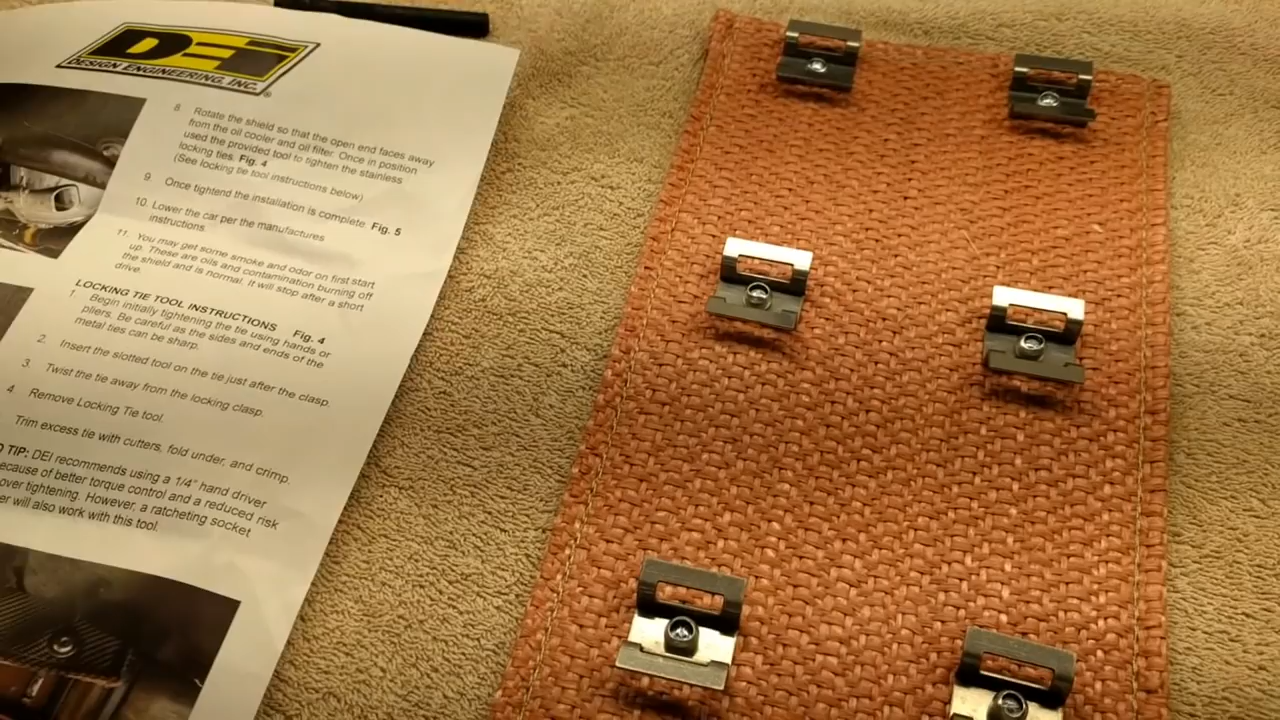 DEi
DESIGN ENGINEERING, INC.®
8. Rotate the shield so that the open end faces away
from the oil cooler and oil filter. Once in position
used the provided tool to tighten the stainless
locking ties. Fig. 4
(See locking tie tool instructions below)
9. Once tightend the installation is complete. Fig. 5
10. Lower the car per the manufactures
instructions.
11. You may get some smoke and odor on first start
up. These are oils and contamination burning off
the shield and is normal. It will stop after a short
drive.
LOCKING TIE TOOL INSTRUCTIONS Fig. 4
1. Begin initially tightening the tie using hands or
pliers. Be careful as the sides and ends of the
metal ties can be sharp.
2. Insert the slotted tool on the tie just after the clasp.
3. Twist the tie away from the locking clasp.
4. Remove Locking Tie tool.
Trim excess tie with cutters, fold under, and crimp.
TIP: DEI recommends using a 1/4" hand driver
ecause of better torque control and a reduced risk
over tightening. However, a ratcheting socket
er will also work with this tool.